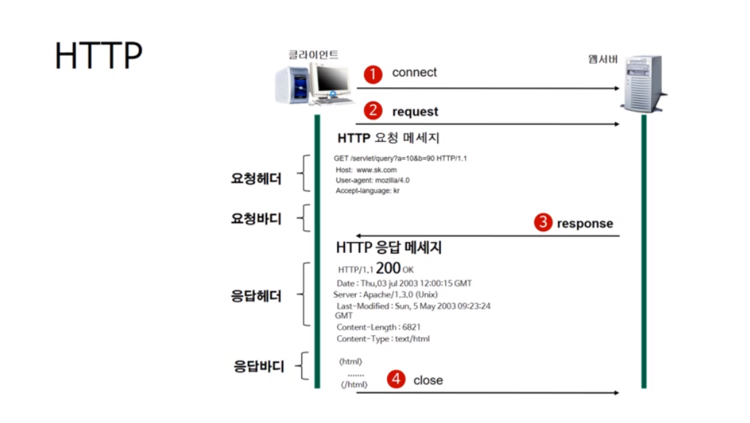 HTTP
클라이언트
웹서버
1 connect
2 request
HTTP 요청 메세지
GET /servlet/query?a=10&b=90 HTTP/1.1
Host: www.sk.com
User-agent: mozilla/4.0
Accept-language: kr
요청헤더
요청바디
3 response
HTTP 응답 메세지
HTTP/1.1 200 OK
Date : Thu,03 jul 2003 12:00:15 GMT
Server : Apache/1.3.0 (Unix)
Last-Modified : Sun, 5 May 2003 09:23:24
GMT
Content-Length : 6821
Content-Type : text/html
응답헤더
응답바디
⟨html⟩
.......
⟨/html⟩
4 close